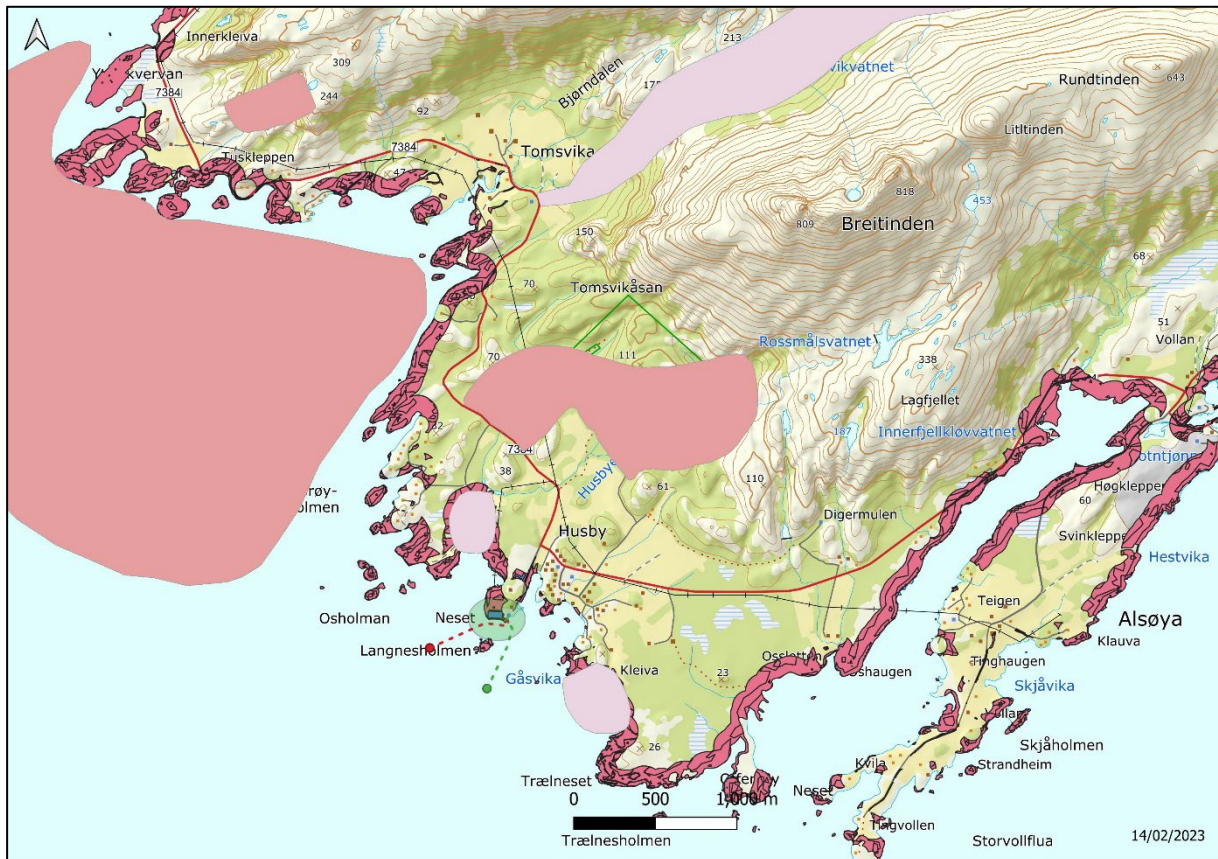 Innerkleiva
213
309
Bjørndalen
vikvatnet
Rundtinden
643
7384
244
92
Litltinden
7384
Tuskleppen
47
Tomsvika
818
453
809
Breitinden
150
68
70
Tomsvikåsan
51
Vollan
Rossmålsvatnet
70
111
338
Lagfjellet
187
Innerfjellkløvvatnet
7384
38
110
61
60
Høgkleppen
Digermulen
Husby
Hestvika
Teigen
Osholman
Neset
Alsøya
Klauva
Langnesholmen
Tinghaugen
Gåsvika
Kleiva
23
Skjåvika
Skjåholmen
26
Kvila
Strandheim
Trælneset
Neset
0 500 1,000 m
Tingvollen
Trælnesholmen
Storvollflua
14/02/2023